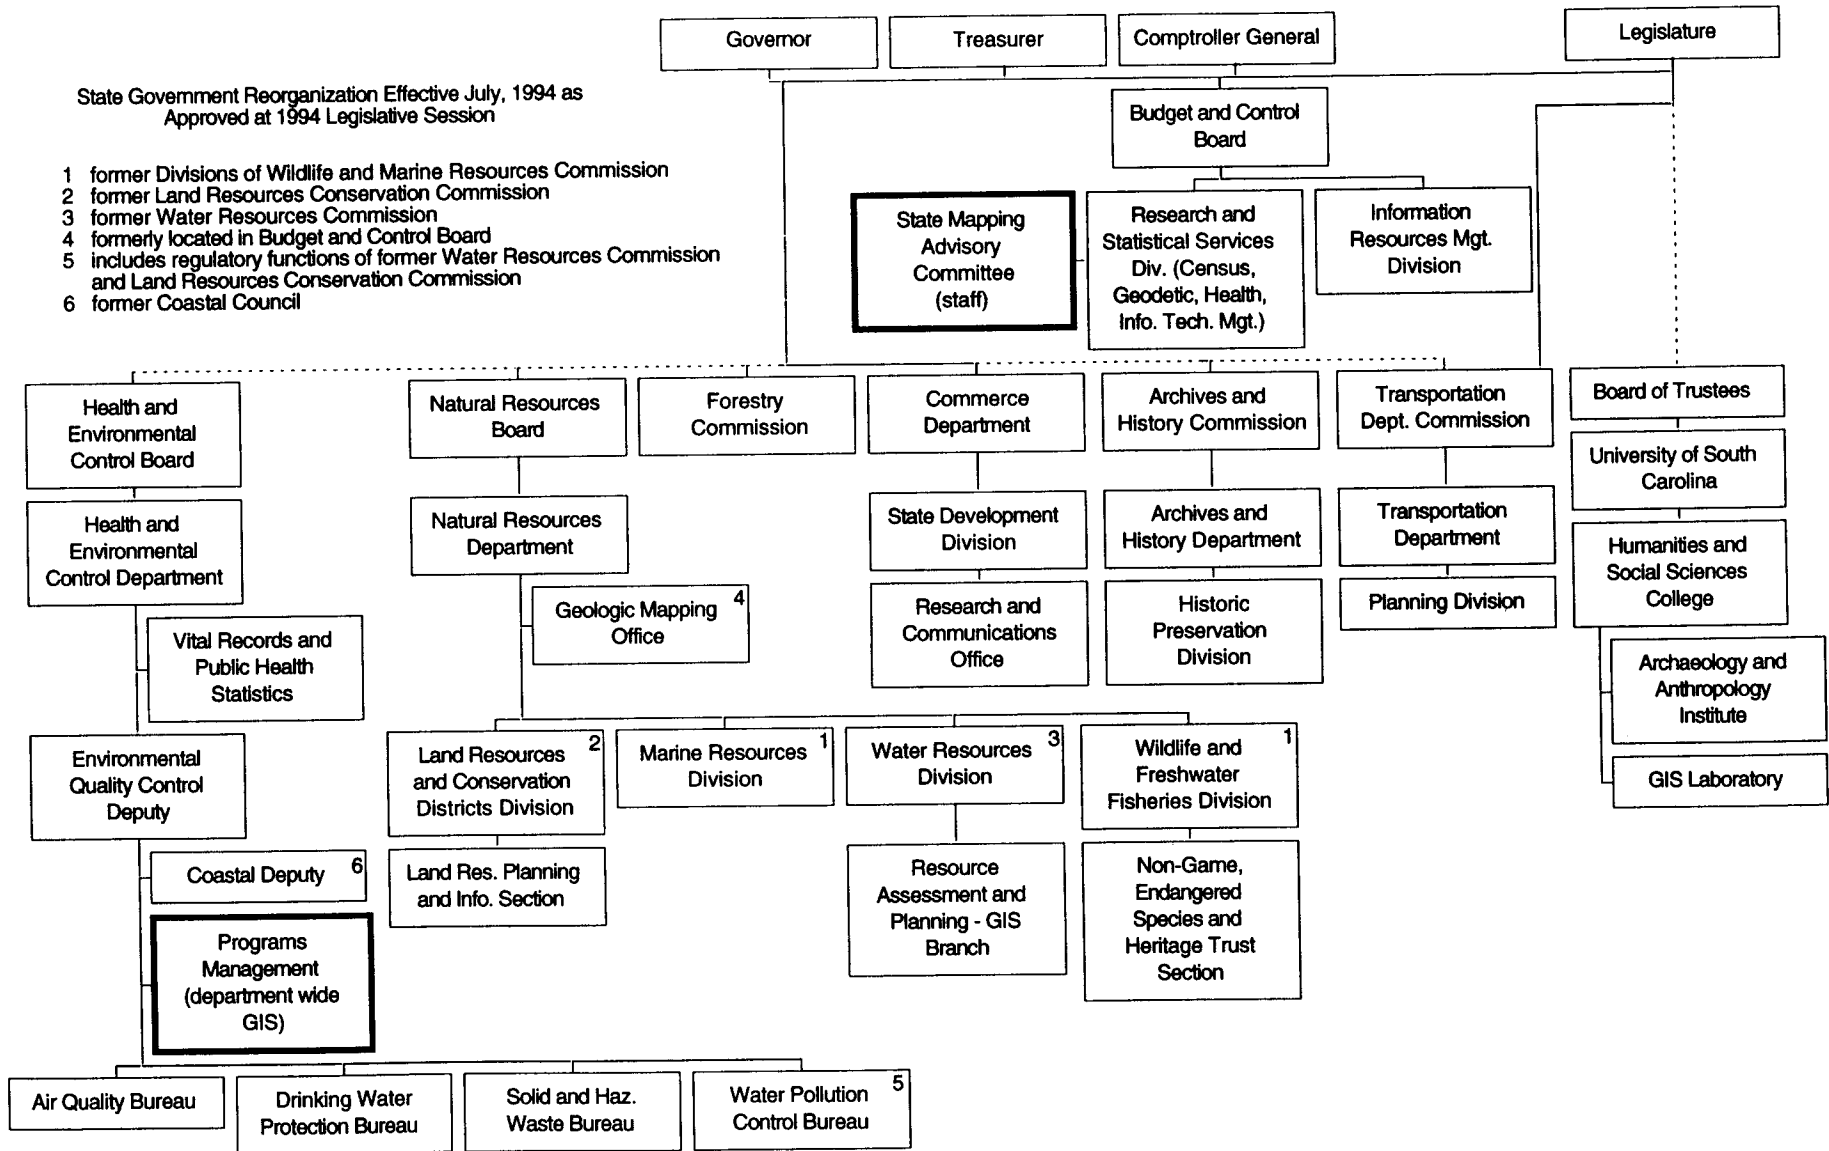 Governor
Treasurer
Comptroller General
Legislature
State Government Reorganization Effective July, 1994 as
Approved at 1994 Legislative Session
1 former Divisions of Wildlife and Marine Resources Commission
2 former Land Resources Conservation Commission
3 former Water Resources Commission
4 formerly located in Budget and Control Board
5 includes regulatory functions of former Water Resources Commission
and Land Resources Conservation Commission
6 former Coastal Council
Budget and Control
Board
State Mapping
Advisory
Committee
(staff)
Research and
Statistical Services
Div. (Census,
Geodetic, Health,
Info. Tech. Mgt.)
Information
Resources Mgt.
Division
Health and
Environmental
Control Board
Natural Resources
Board
Forestry
Commission
Commerce
Department
Archives and
History Commission
Transportation
Dept. Commission
Board of Trustees
University of South
Carolina
Health and
Environmental
Control Department
Natural Resources
Department
State Development
Division
Archives and
History Department
Transportation
Department
Humanities and
Social Sciences
College
Vital Records and
Public Health
Statistics
Geologic Mapping 4
Office
Research and
Communications
Office
Historic
Preservation
Division
Planning Division
Archaeology and
Anthropology
Institute
GIS Laboratory
Environmental
Quality Control
Deputy
Land Resources 2
and Conservation
Districts Division
Marine Resources 1
Division
Water Resources 3
Division
Wildlife and 1
Freshwater
Fisheries Division
Coastal Deputy 6
Land Res. Planning
and Info. Section
Resource
Assessment and
Planning - GIS
Branch
Non-Game,
Endangered
Species and
Heritage Trust
Section
Programs
Management
(department wide
GIS)
Air Quality Bureau
Drinking Water
Protection Bureau
Solid and Haz.
Waste Bureau
Water Pollution 5
Control Bureau